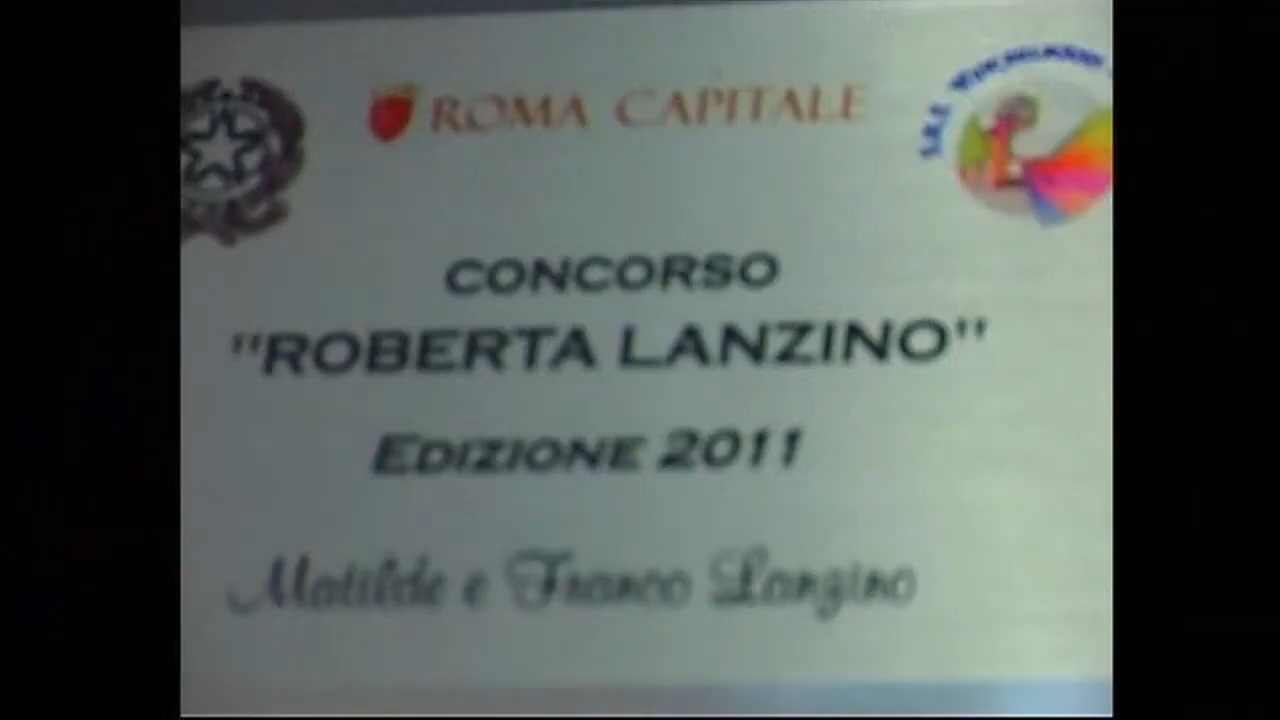 ROMA CAPITALE
CONCORSO
"ROBERTA LANZINO"
EDIZIONE 2011
Matilde e Franco Lanzino